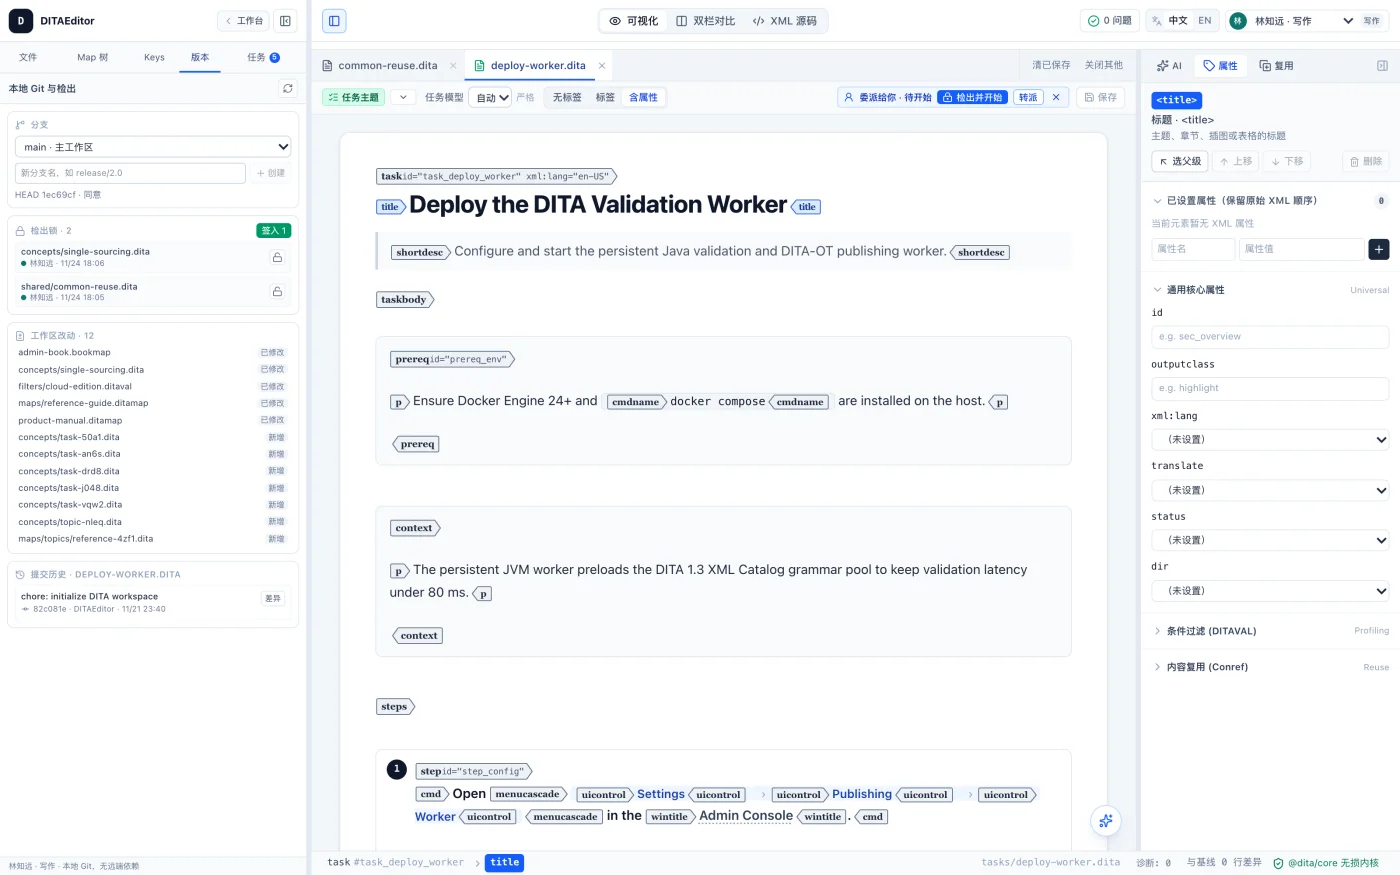 D DITAEditor 工作台
文件 Map 树 Keys 版本 任务 5
本地 Git 与检出
分支
main · 主工作区
新分支名，如 release/2.0 + 创建
HEAD 1ec69cf · 同意
检出锁 · 2 签入 1
concepts/single-sourcing.dita
林知远 · 11/24 18:06
shared/common-reuse.dita
林知远 · 11/24 18:05
工作区改动 · 12
admin-book.bookmap 已修改
concepts/single-sourcing.dita 已修改
filters/cloud-edition.ditaval 已修改
maps/reference-guide.ditamap 已修改
product-manual.ditamap 已修改
concepts/task-50a1.dita 新增
concepts/task-an6s.dita 新增
concepts/task-drd8.dita 新增
concepts/task-j048.dita 新增
concepts/task-vqw2.dita 新增
concepts/topic-nleq.dita 新增
maps/topics/reference-4zf1.dita 新增
提交历史 · DEPLOY-WORKER.DITA
chore: initialize DITA workspace 差异
82c081e · DITAEditor · 11/21 23:40
林知远 · 写作 · 本地 Git，无远端依赖
可视化 双栏对比 </> XML 源码
0 问题 中文 EN 林 林知远 · 写作 写作
common-reuse.dita × deploy-worker.dita × 清已保存 关闭其他
任务主题 任务模型 自动 严格 无标签 标签 含属性 委派给你 · 待开始 检出并开始 转派 × 保存
task id="task_deploy_worker" xml:lang="en-US"
title Deploy the DITA Validation Worker title
shortdesc Configure and start the persistent Java validation and DITA-OT publishing worker. shortdesc
taskbody
prereq id="prereq_env"
p Ensure Docker Engine 24+ and cmdname docker compose cmdname are installed on the host. p
prereq
context
p The persistent JVM worker preloads the DITA 1.3 XML Catalog grammar pool to keep validation latency
under 80 ms. p
context
steps
1 step id="step_config"
cmd Open menucascade uicontrol Settings uicontrol › uicontrol Publishing uicontrol › uicontrol
Worker uicontrol menucascade in the wintitle Admin Console wintitle . cmd
task #task_deploy_worker › title tasks/deploy-worker.dita 诊断: 0 与基线 0 行差异 @dita/core 无损内核
AI 属性 复用
<title>
标题 · <title>
主题、章节、插图或表格的标题
选父级 ↑ 上移 ↓ 下移 删除
已设置属性（保留原始 XML 顺序） 0
当前元素暂无 XML 属性
属性名 属性值 +
通用核心属性 Universal
id
e.g. sec_overview
outputclass
e.g. highlight
xml:lang
（未设置）
translate
（未设置）
status
（未设置）
dir
（未设置）
条件过滤 (DITAVAL) Profiling
内容复用 (Conref) Reuse